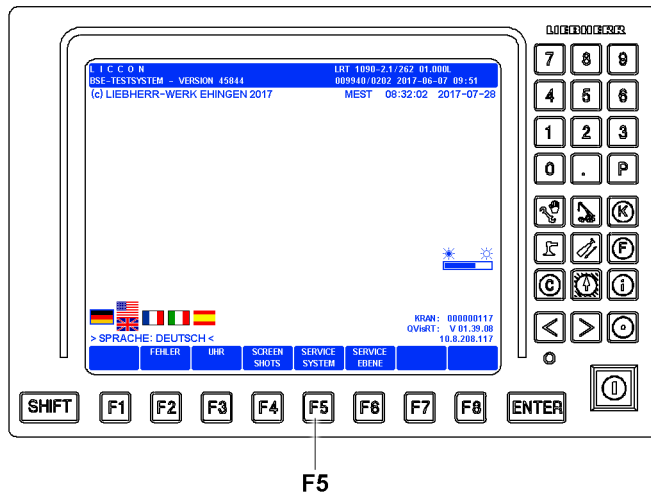 LIEBHERR
L I C C O N
LRT 1090-2.1/262 01.000L
BSE-TESTSYSTEM - VERSION 45844
009940/0202 2017-06-07 09:51
(c) LIEBHERR-WERK EHINGEN 2017
MEST 08:32:02 2017-07-28
7 8 9
4 5 6
1 2 3
0 . P
K
F
C i
< >
KRAN: 000000117
QVisRT: V 01.39.08
10.8.208.117
> SPRACHE: DEUTSCH <
FEHLER UHR SCREEN SHOTS SERVICE SYSTEM SERVICE EBENE
SHIFT F1 F2 F3 F4 F5 F6 F7 F8 ENTER
F5